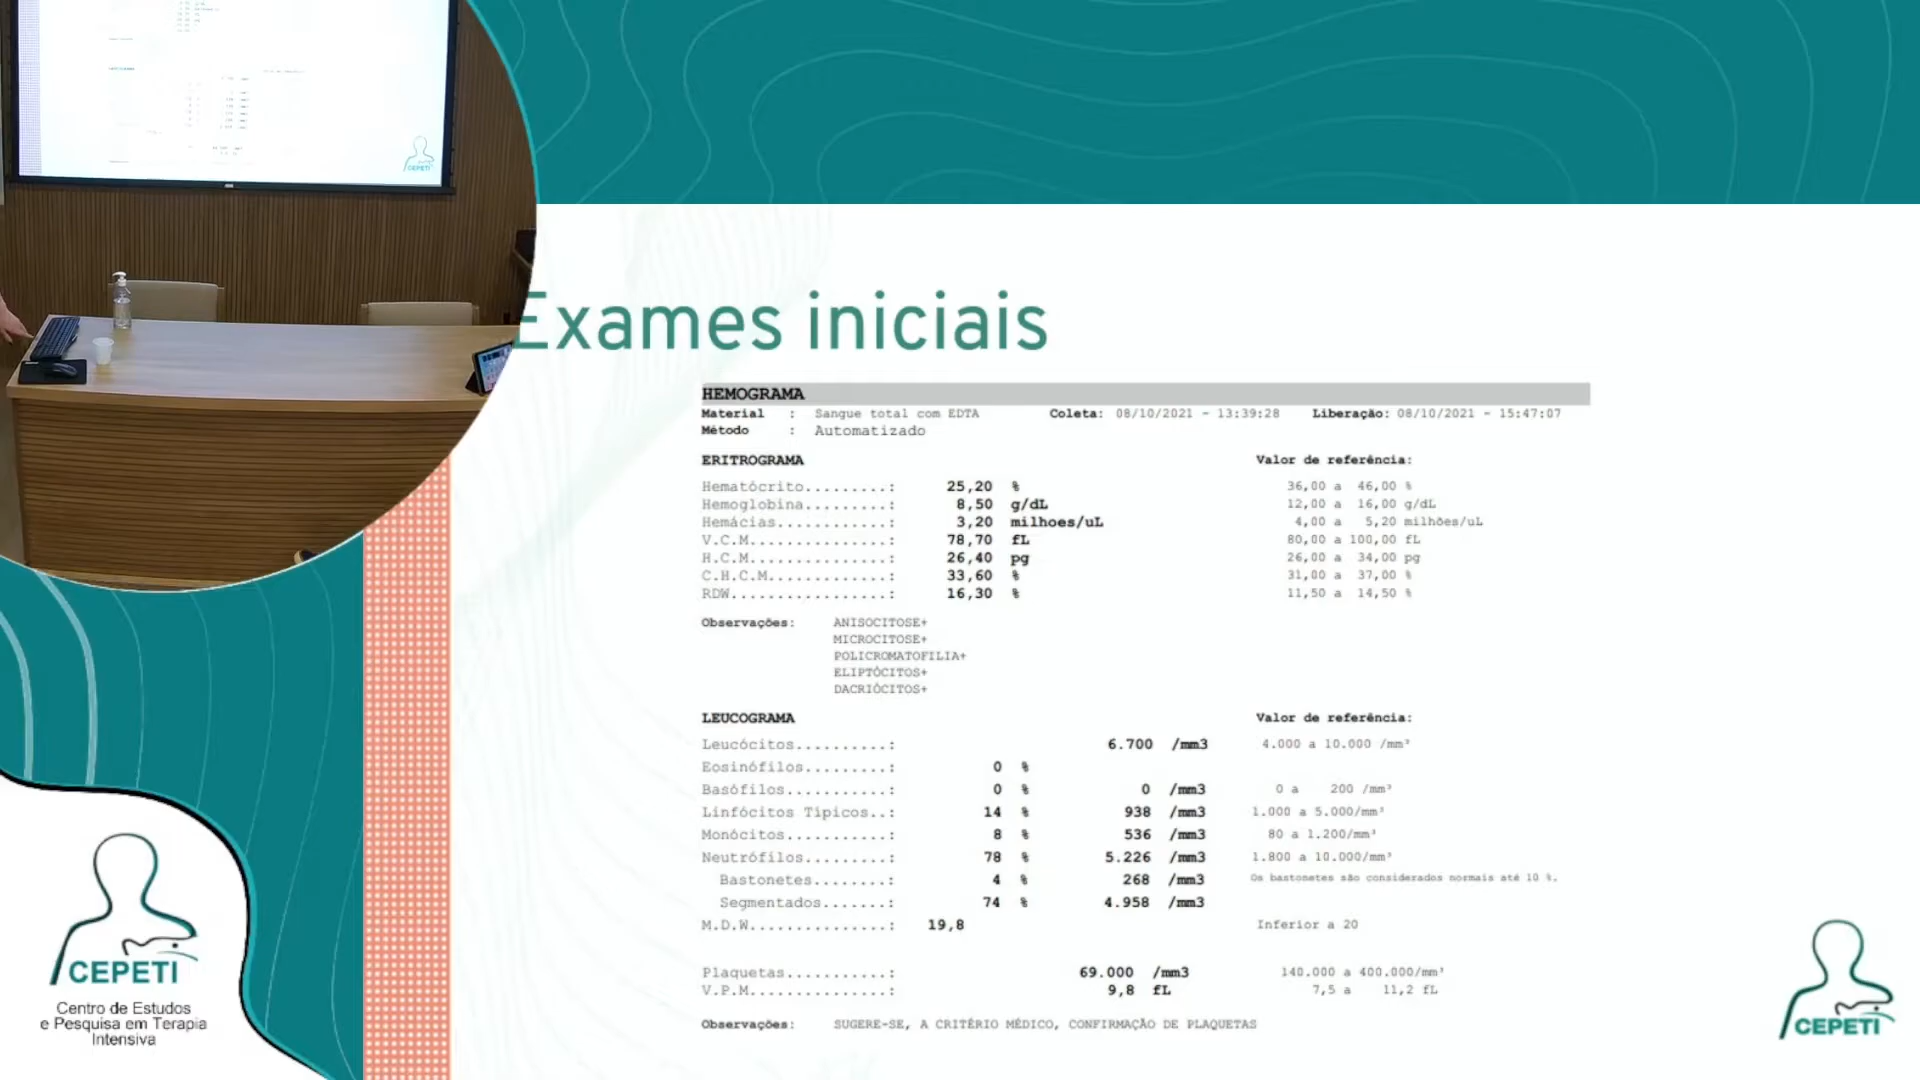 Exames iniciais
HEMOGRAMA
Material : Sangue total com EDTA Coleta: 08/10/2021 - 13:39:28 Liberação: 08/10/2021 - 15:47:07
Método : Automatizado
ERITROGRAMA Valor de referência:
Hematócrito.........: 25,20 % 36,00 a 46,00 %
Hemoglobina.........: 8,50 g/dL 12,00 a 16,00 g/dL
Hemácias............: 3,20 milhoes/uL 4,00 a 5,20 milhões/uL
V.C.M...............: 78,70 fL 80,00 a 100,00 fL
H.C.M...............: 26,40 pg 26,00 a 34,00 pg
C.H.C.M.............: 33,60 % 31,00 a 37,00 %
RDW.................: 16,30 % 11,50 a 14,50 %
Observações: ANISOCITOSE+
MICROCITOSE+
POLICROMATOFILIA+
ELIPTÓCITOS+
DACRIÓCITOS+
LEUCOGRAMA Valor de referência:
Leucócitos..........: 6.700 /mm3 4.000 a 10.000 /mm³
Eosinófilos.........: 0 %
Basófilos...........: 0 % 0 /mm3 0 a 200 /mm³
Linfócitos Típicos..: 14 % 938 /mm3 1.000 a 5.000/mm³
Monócitos...........: 8 % 536 /mm3 80 a 1.200/mm³
Neutrófilos.........: 78 % 5.226 /mm3 1.800 a 10.000/mm³
Bastonetes........: 4 % 268 /mm3 Os bastonetes são considerados normais até 10 %.
Segmentados.......: 74 % 4.958 /mm3
M.D.W...............: 19,8 Inferior a 20
Plaquetas...........: 69.000 /mm3 140.000 a 400.000/mm³
V.P.M...............: 9,8 fL 7,5 a 11,2 fL
Observações: SUGERE-SE, A CRITÉRIO MÉDICO, CONFIRMAÇÃO DE PLAQUETAS
CEPETI
Centro de Estudos
e Pesquisa em Terapia
Intensiva
CEPETI
CEPETI